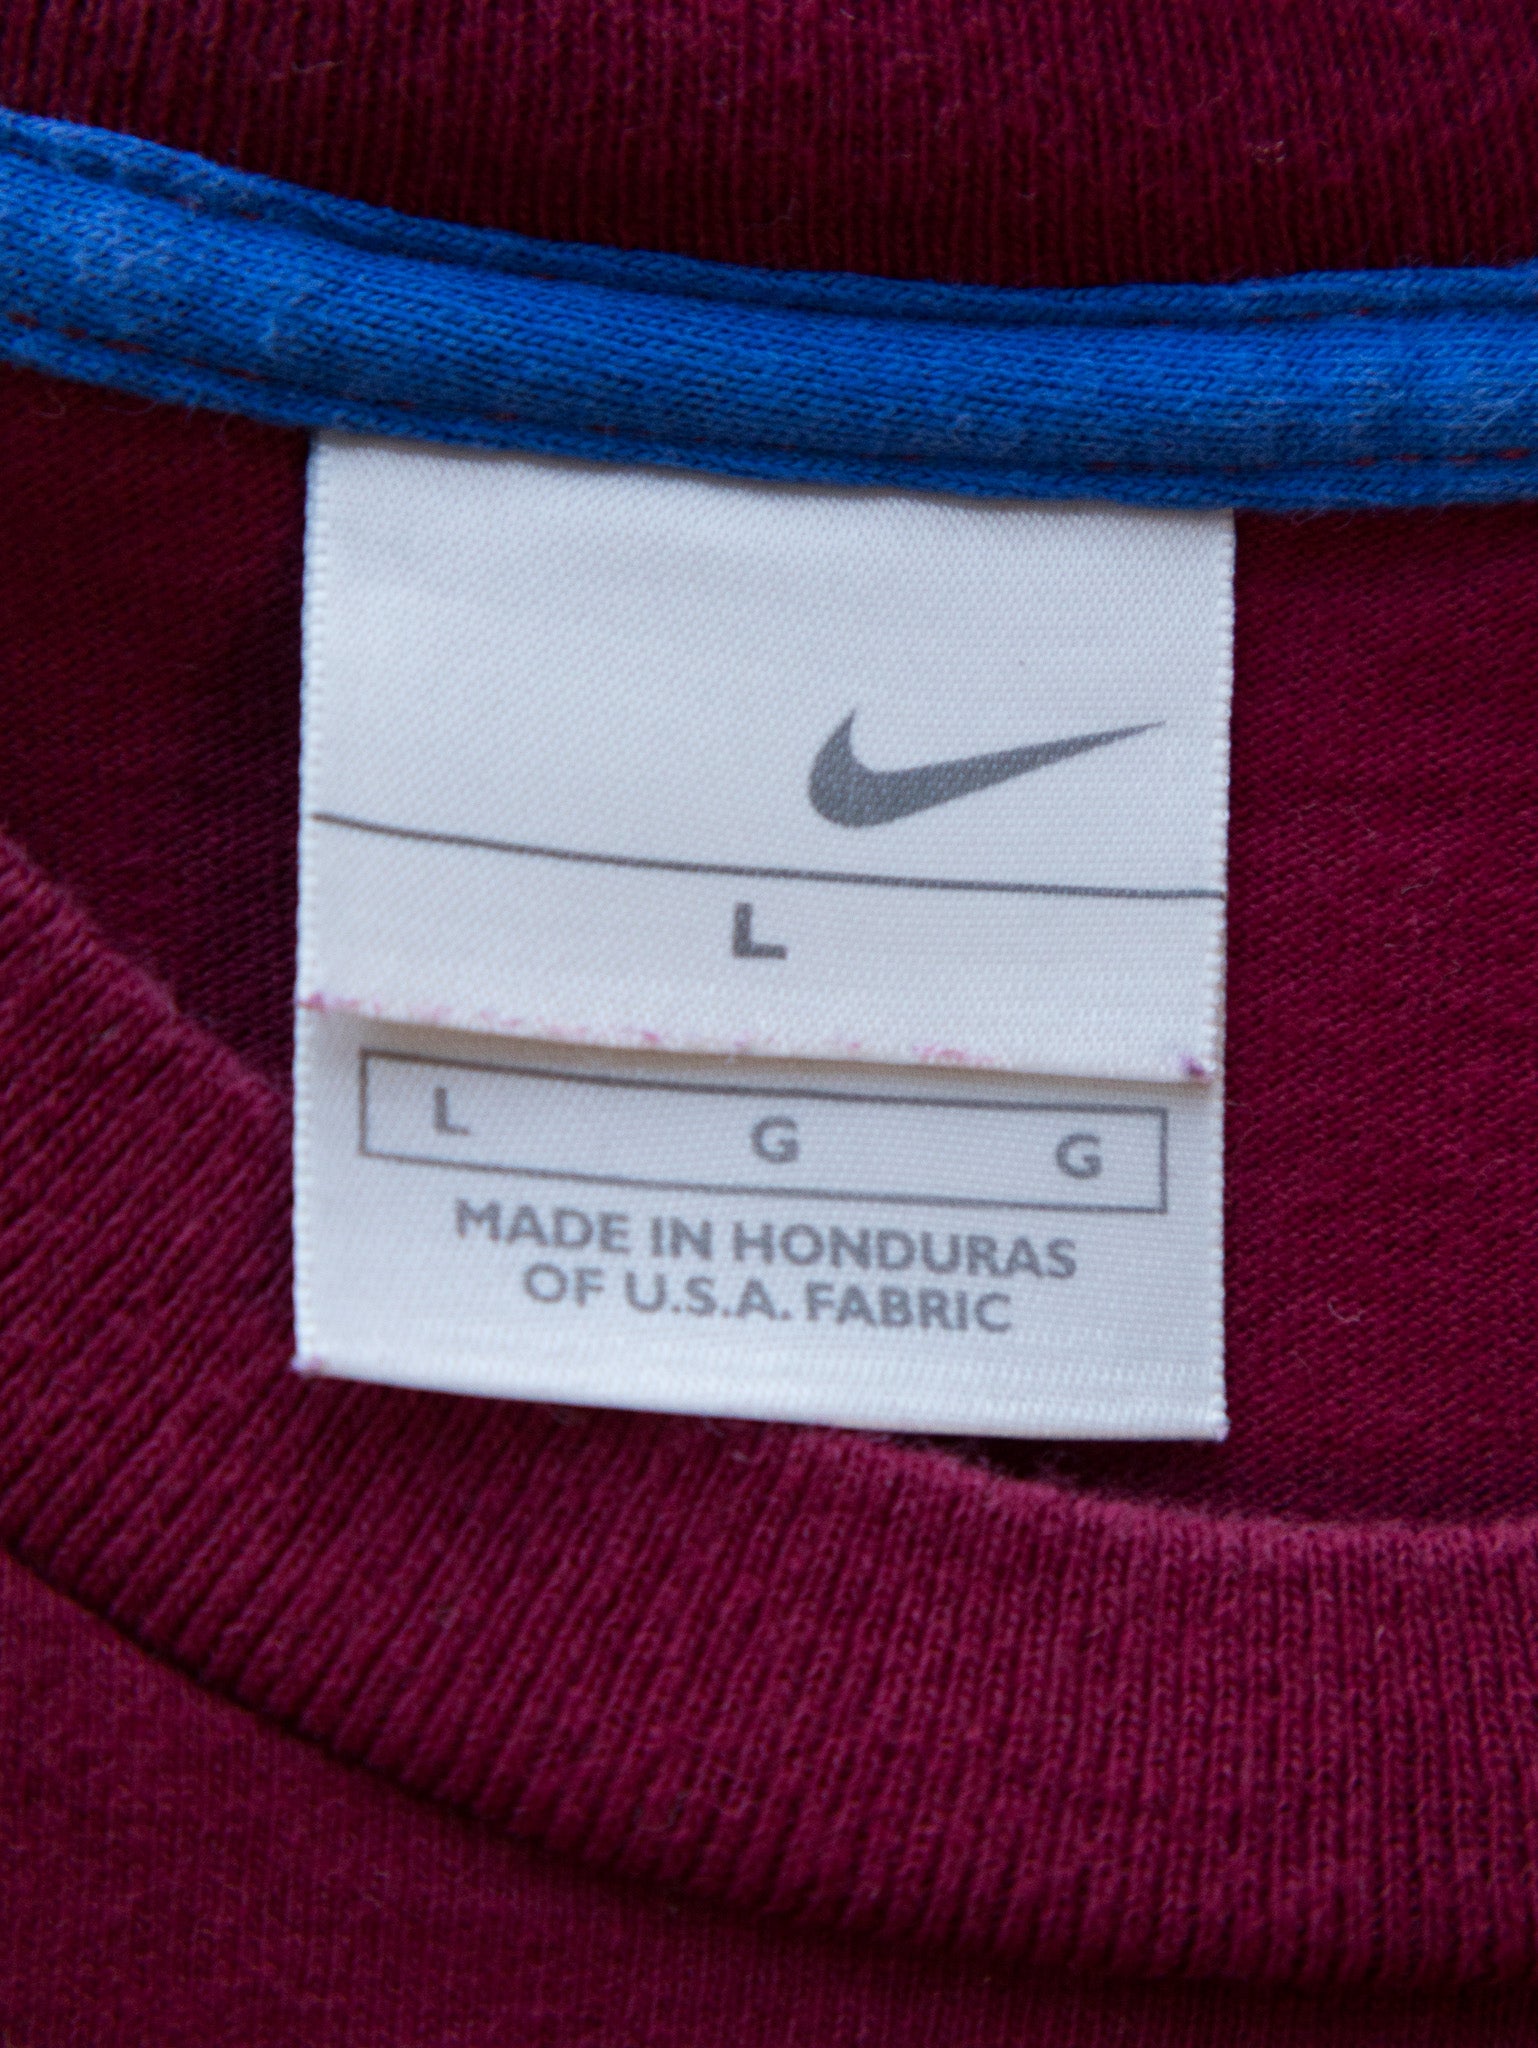 L
L G G
MADE IN HONDURAS
OF U.S.A. FABRIC